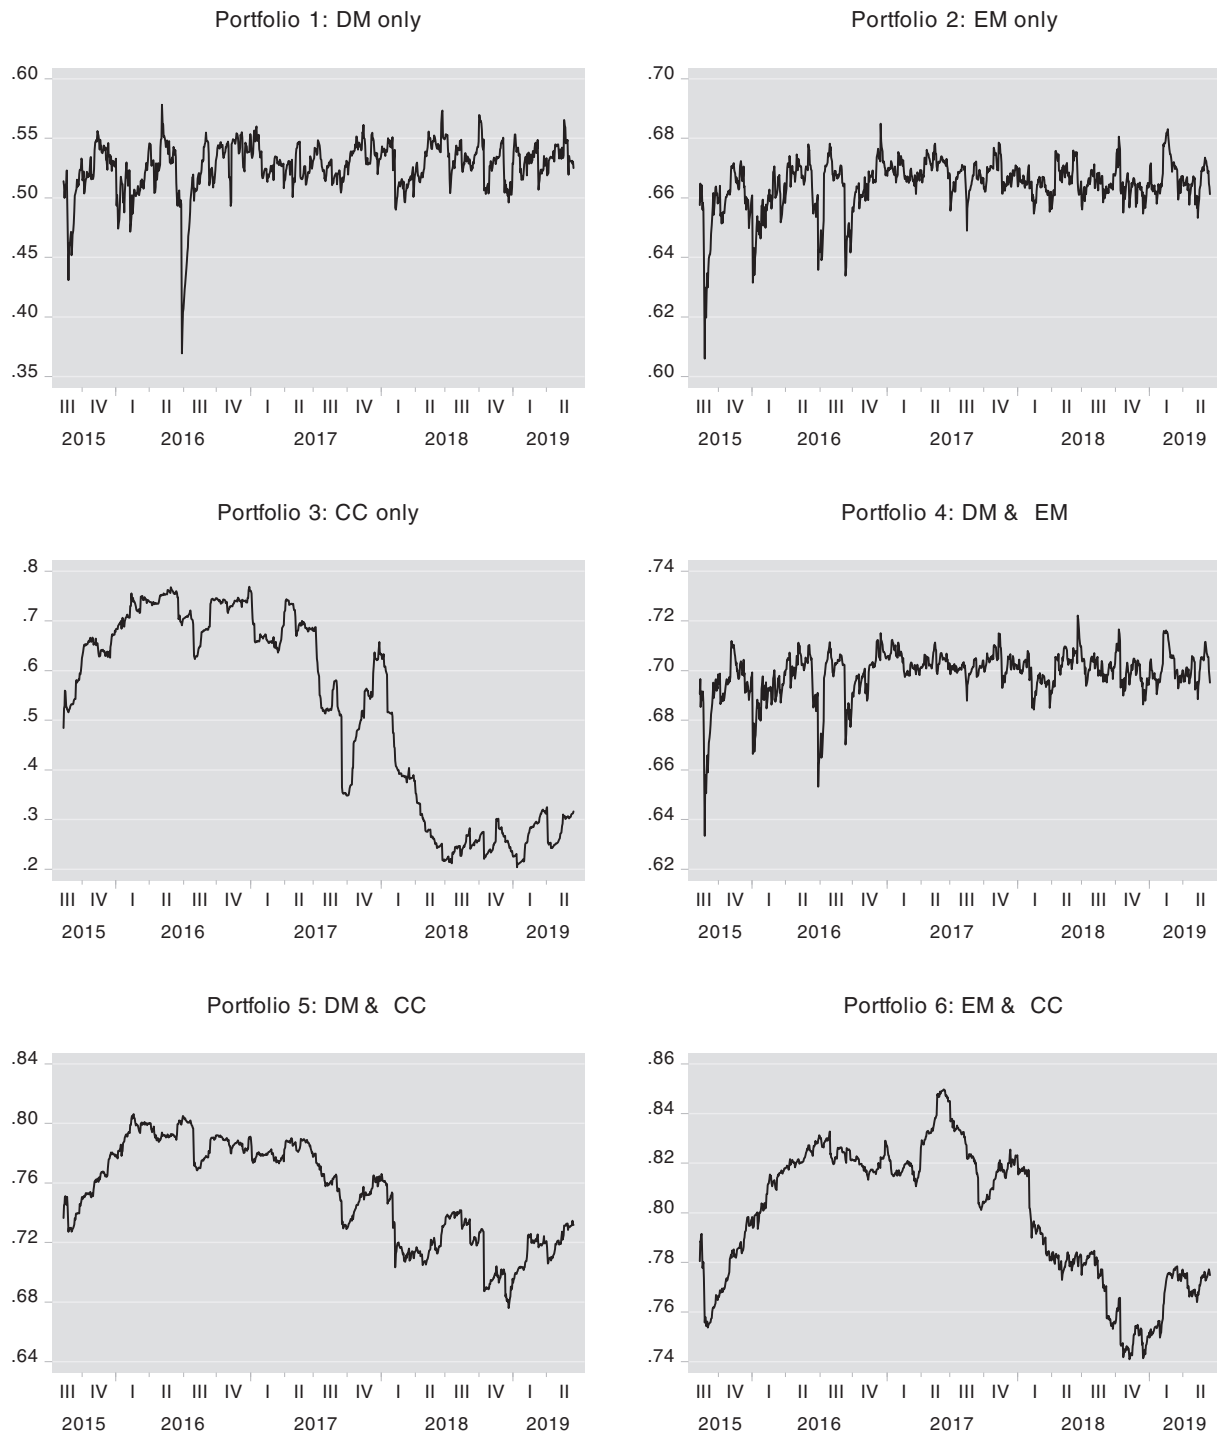 Portfolio 1: DM only
.60
.55
.50
.45
.40
.35
III IV I II III IV I II III IV I II III IV I II
2015 2016 2017 2018 2019
Portfolio 2: EM only
.70
.68
.66
.64
.62
.60
III IV I II III IV I II III IV I II III IV I II
2015 2016 2017 2018 2019
Portfolio 3: CC only
.8
.7
.6
.5
.4
.3
.2
III IV I II III IV I II III IV I II III IV I II
2015 2016 2017 2018 2019
Portfolio 4: DM & EM
.74
.72
.70
.68
.66
.64
.62
III IV I II III IV I II III IV I II III IV I II
2015 2016 2017 2018 2019
Portfolio 5: DM & CC
.84
.80
.76
.72
.68
.64
III IV I II III IV I II III IV I II III IV I II
2015 2016 2017 2018 2019
Portfolio 6: EM & CC
.86
.84
.82
.80
.78
.76
.74
III IV I II III IV I II III IV I II III IV I II
2015 2016 2017 2018 2019